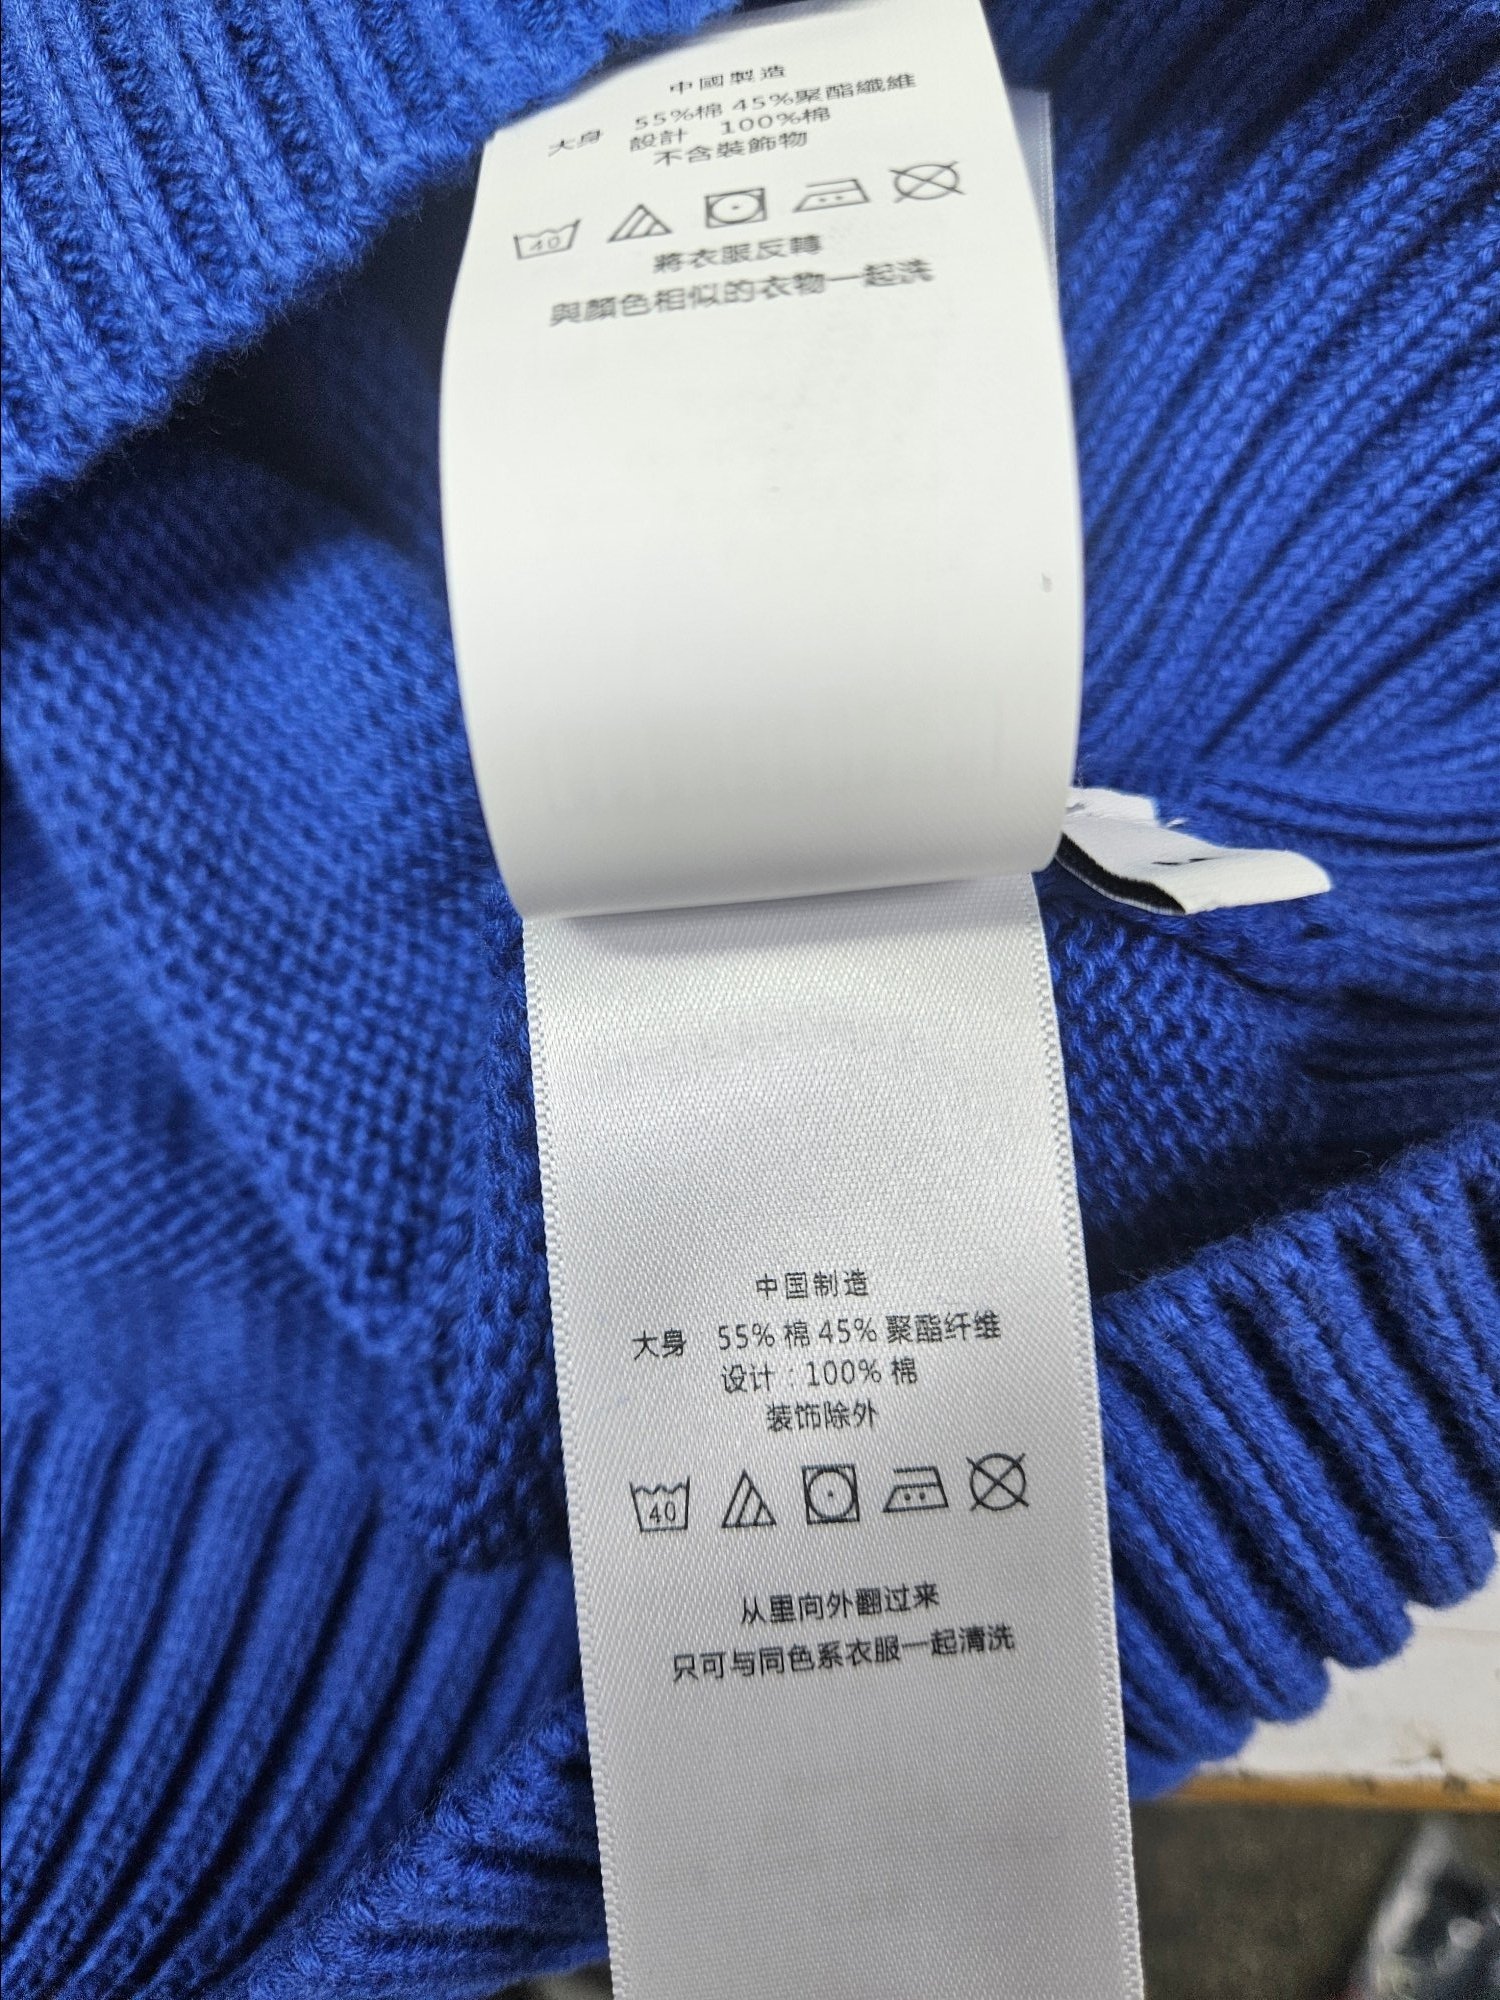 中國製造
大身 55%棉 45%聚酯纖維
設計 100%棉
不含裝飾物
40
將衣服反轉
與顏色相似的衣物一起洗
中国制造
大身 55% 棉 45% 聚酯纤维
设计 : 100% 棉
装饰除外
40
从里向外翻过来
只可与同色系衣服一起清洗